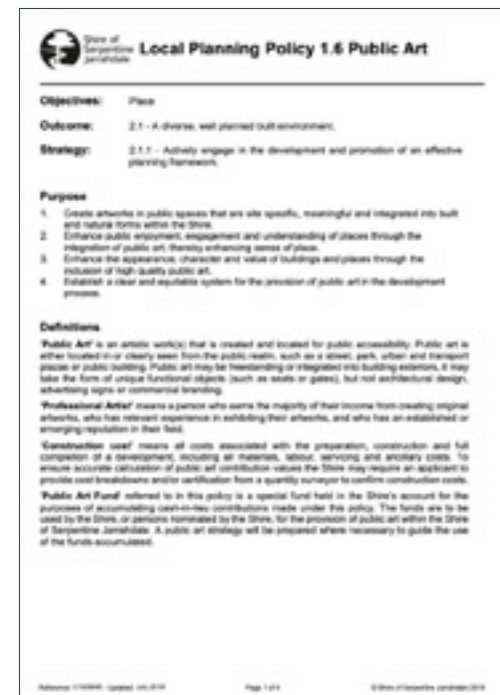 Shire of
Serpentine
Jarrahdale
Local Planning Policy 1.6 Public Art
Objectives: Place
Outcome: 2.1 - A diverse, well planned built environment.
Strategy: 2.1.1 - Actively engage in the development and promotion of an effective
planning framework.
Purpose
1. Create artworks in public spaces that are site specific, meaningful and integrated into built
and natural forms within the Shire.
2. Enhance public enjoyment, engagement and understanding of places through the
integration of public art, thereby enhancing sense of place.
3. Enhance the appearance, character and value of buildings and places through the
inclusion of high quality public art.
4. Establish a clear and equitable system for the provision of public art in the development
process.
Definitions
'Public Art' is an artistic work(s) that is created and located for public accessibility. Public art is
either located in or clearly seen from the public realm, such as a street, park, urban and transport
plazas or public building. Public art may be freestanding or integrated into building exteriors, it may
take the form of unique functional objects (such as seats or gates), but not architectural design,
advertising signs or commercial branding.
'Professional Artist' means a person who earns the majority of their income from creating original
artworks, who has relevant experience in exhibiting their artworks, and who has an established or
emerging reputation in their field.
'Construction cost' means all costs associated with the preparation, construction and full
completion of a development, including all materials, labour, servicing and ancillary costs. To
ensure accurate calculation of public art contribution values the Shire may require an applicant to
provide cost breakdowns and/or certification from a quantity surveyor to confirm construction costs.
'Public Art Fund' referred to in this policy is a special fund held in the Shire's account for the
purposes of accumulating cash-in-lieu contributions made under this policy. The funds are to be
used by the Shire, or persons nominated by the Shire, for the provision of public art within the Shire
of Serpentine Jarrahdale. A public art strategy will be prepared where necessary to guide the use
of the funds accumulated.
Page 1 of